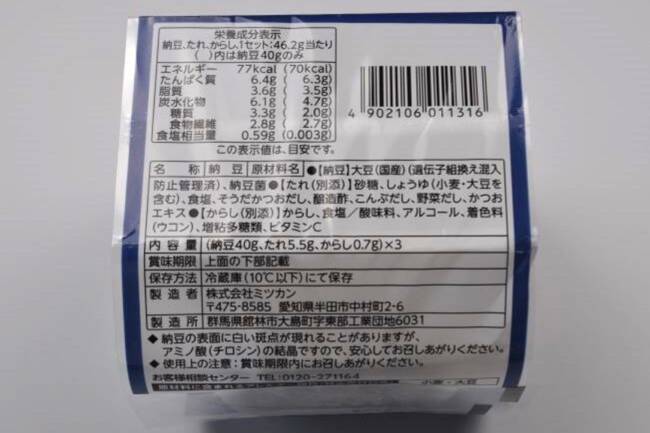 栄養成分表示
納豆、たれ、からし、1セット:46.2g当たり
( )内は納豆40gのみ
エネルギー 77kcal (70kcal)
たんぱく質 6.4g ( 6.3g)
脂質 3.6g ( 3.5g)
炭水化物 6.1g ( 4.7g)
糖質 3.3g ( 2.0g)
食物繊維 2.8g ( 2.7g)
食塩相当量 0.59g (0.003g)
この表示値は、目安です。
4 902106 011316
名 称 納 豆 原材料名 ●【納豆】大豆(国産)(遺伝子組換え混入
防止管理済)、納豆菌●【たれ(別添)】砂糖、しょうゆ(小麦・大豆を
含む)、食塩、そうだかつおだし、醸造酢、こんぶだし、野菜だし、かつお
エキス●【からし(別添)】からし、食塩/酸味料、アルコール、着色料
(ウコン)、増粘多糖類、ビタミンC
内 容 量 (納豆40g、たれ5.5g、からし0.7g)×3
賞味期限 上面の下部記載
保存方法 冷蔵庫(10℃以下)にて保存
製 造 者 株式会社ミツカン
〒475-8585 愛知県半田市中村町2-6
製 造 所 群馬県館林市大島町字東部工業団地6031
◆ 納豆の表面に白い斑点が現れることがありますが、
アミノ酸(チロシン)の結晶ですので、安心してお召しあがりください。
◆ 使用上の注意:賞味期限内にお召しあがりください。
お客様相談センター TEL:0120-271164
原材料に含まれるアレルギー 小麦・大豆